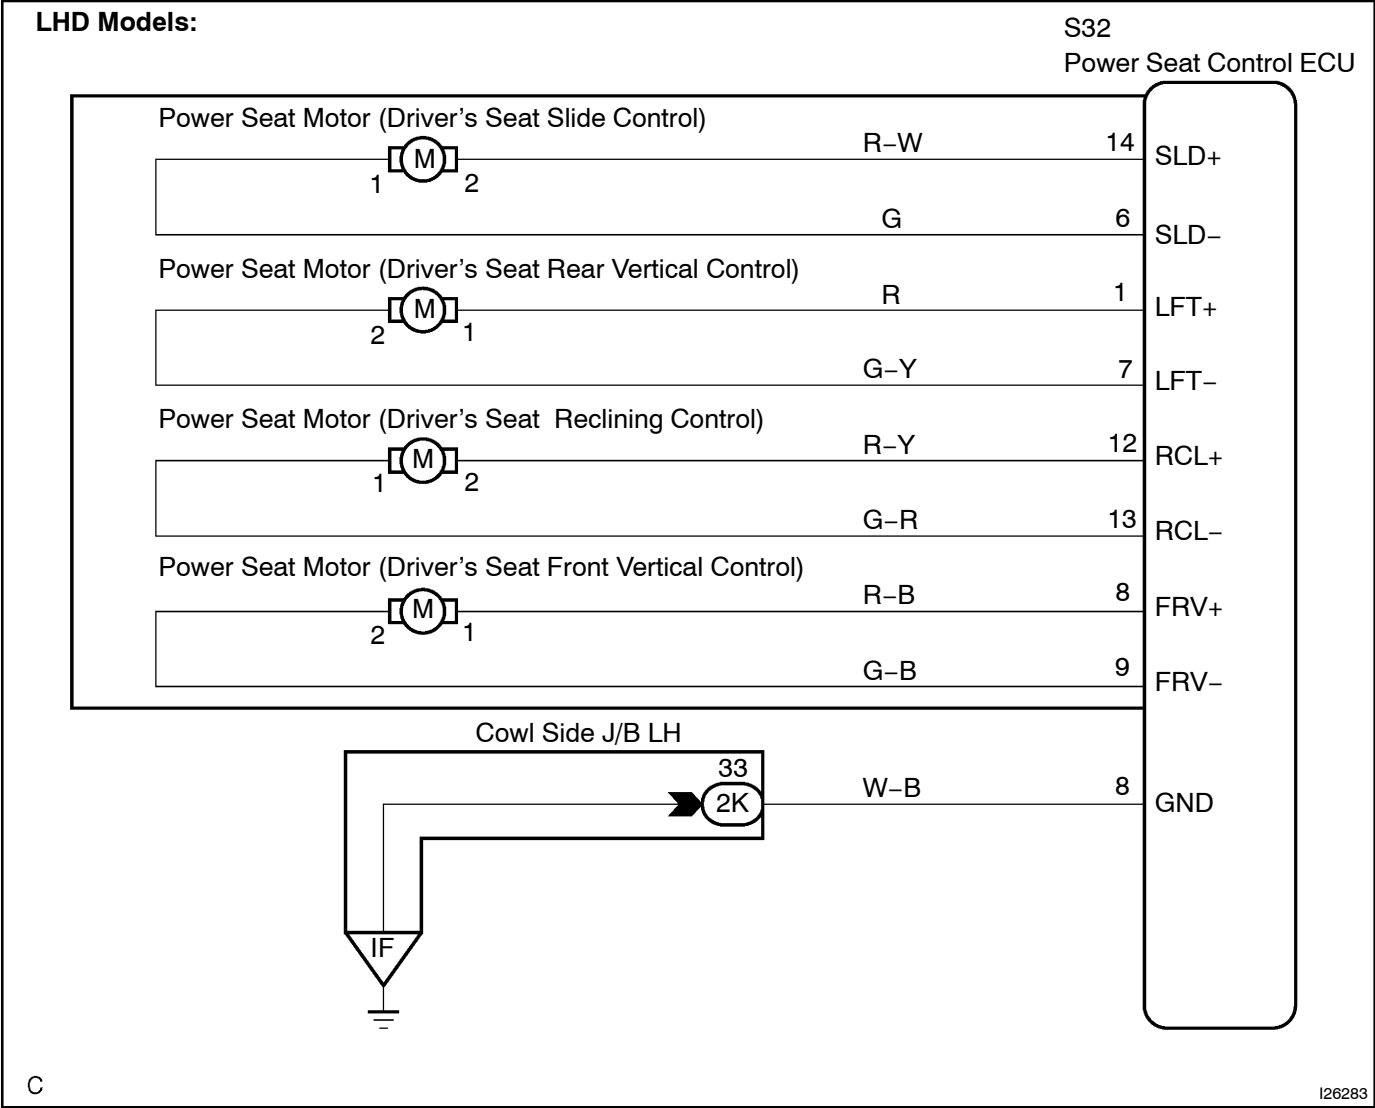 LHD Models:
S32
Power Seat Control ECU
Power Seat Motor (Driver’s Seat Slide Control)
R−W
14
SLD+
M
1
2
G
6
SLD−
Power Seat Motor (Driver’s Seat Rear Vertical Control)
R
1
LFT+
M
2
1
G−Y
7
LFT−
Power Seat Motor (Driver’s Seat Reclining Control)
R−Y
12
RCL+
M
1
2
G−R
13
RCL−
Power Seat Motor (Driver’s Seat Front Vertical Control)
R−B
8
FRV+
M
2
1
G−B
9
FRV−
Cowl Side J/B LH
33
2K
W−B
8
GND
IF
C
I26283